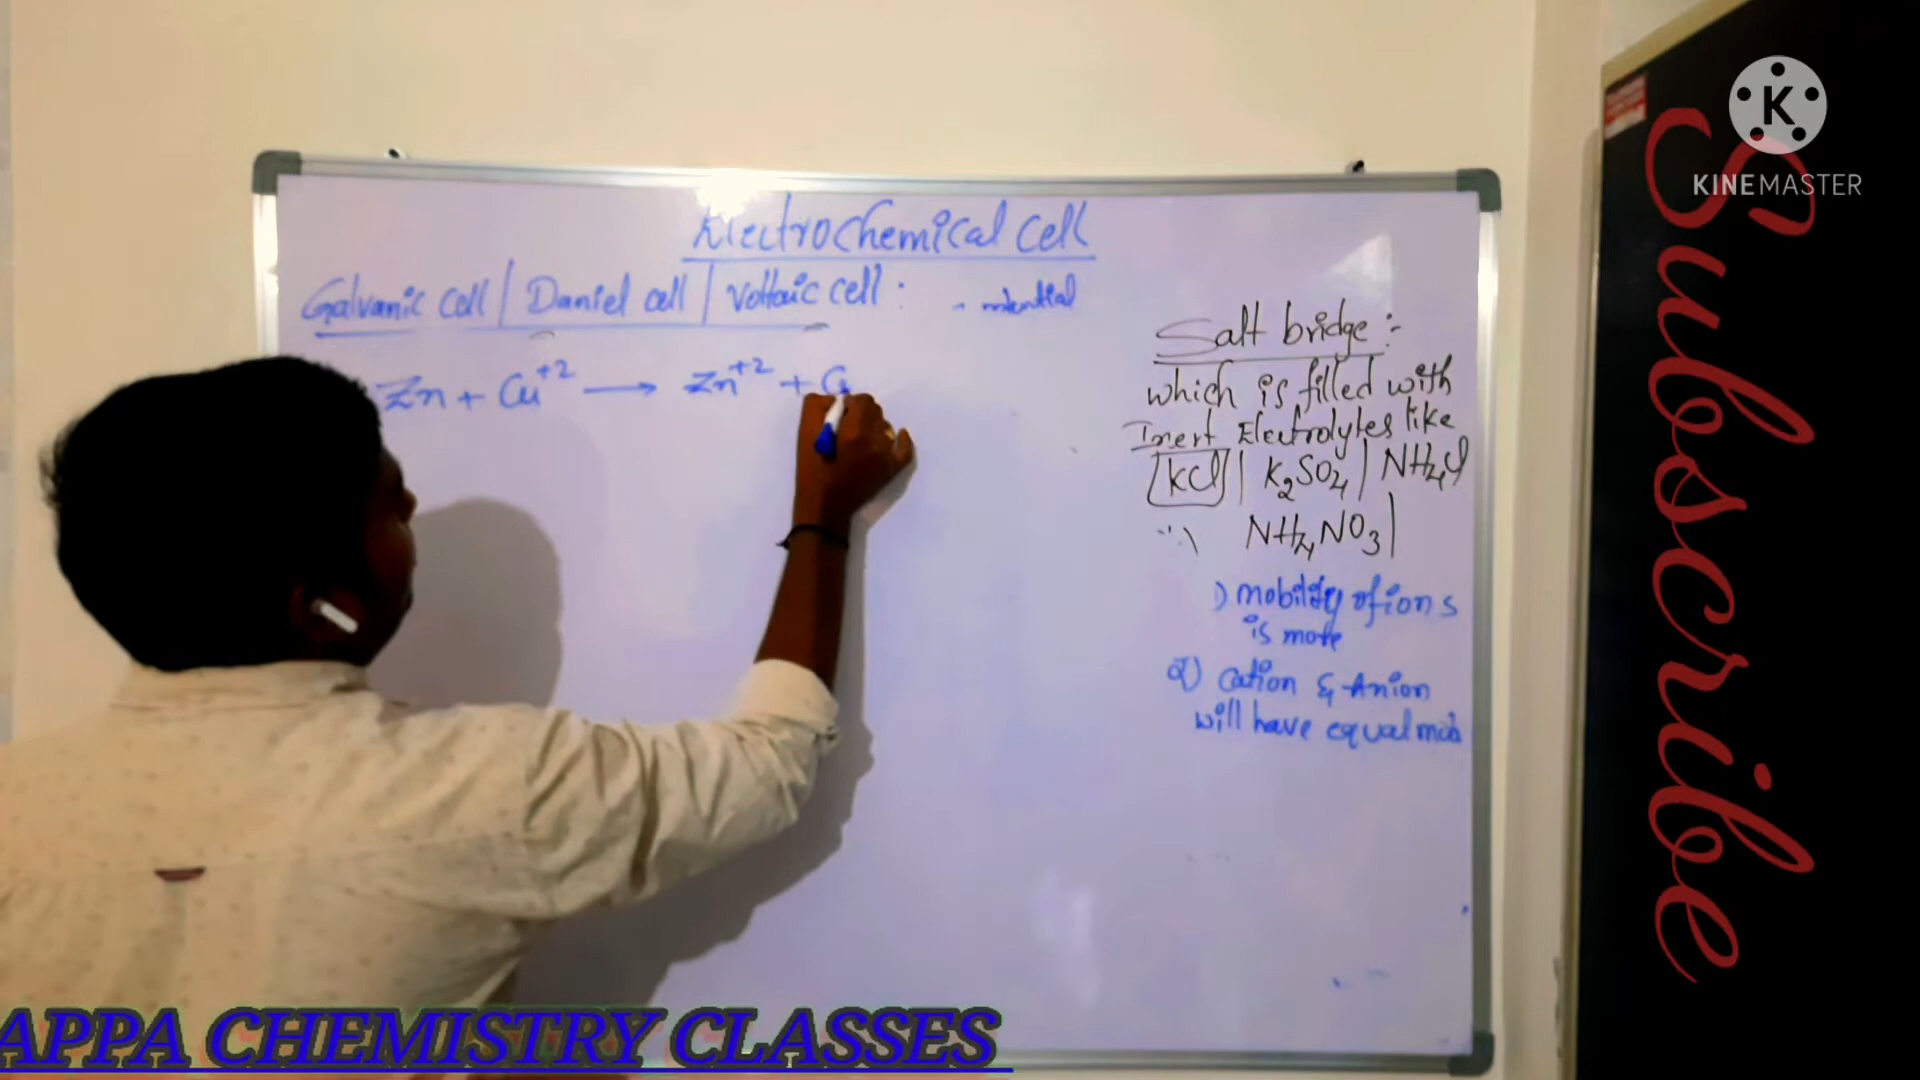 Electrochemical cell
Galvanic cell | Daniel cell | Voltaic cell :
Zn + Cu+2 ⟶ Zn+2 + C
Salt bridge :-
which is filled with
Inert Electrolytes like
KCl | K2SO4 | NH4Cl
NH4NO3 |
1) mobility of ions
is more
2) Cation & Anion
will have equal mob
Subscribe
K
KINEMASTER
APPA CHEMISTRY CLASSES